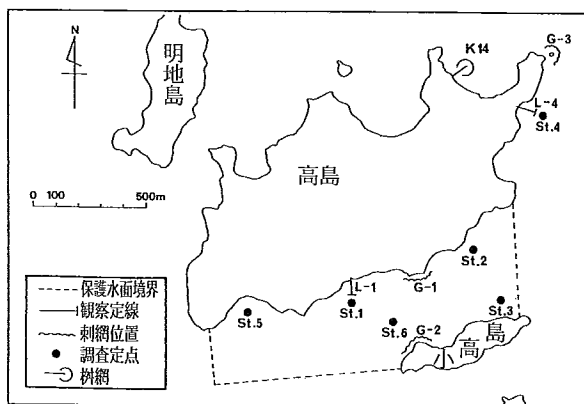 N
明地島
K14
G-3
L-4
St.4
高島
0 100 500m
St.2
L-1
G-1
St.1
St.3
St.5
St.6
G-2
小高島
保護水面境界
観察定線
刺網位置
調査定点
桝網